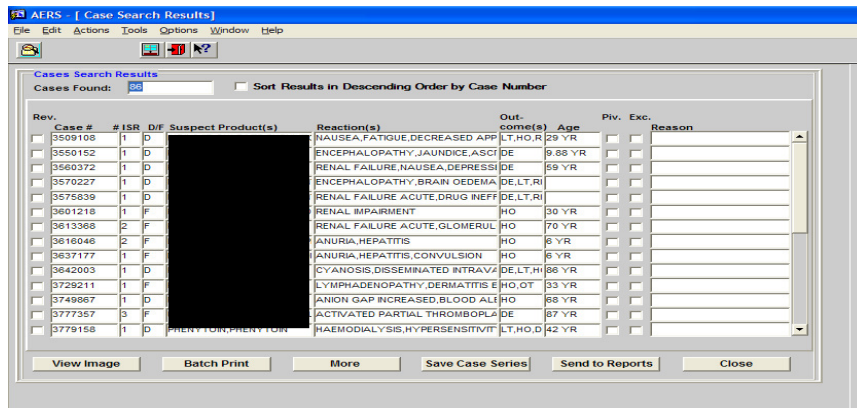 AERS - [ Case Search Results]
File Edit Actions Tools Options Window Help
Cases Search Results
Cases Found: 86 Sort Results in Descending Order by Case Number
Rev. Out- Piv. Exc.
Case # # ISR D/F Suspect Product(s) Reaction(s) come(s) Age Reason
3509108 1 D NAUSEA,FATIGUE,DECREASED APP LT,HO,R 29 YR
3550152 1 D ENCEPHALOPATHY,JAUNDICE,ASCI DE 9.88 YR
3560372 1 D RENAL FAILURE,NAUSEA,DEPRESSI DE 59 YR
3570227 1 D ENCEPHALOPATHY,BRAIN OEDEMA DE,LT,RI
3575839 1 D RENAL FAILURE ACUTE,DRUG INEFF DE,LT,RI
3601218 1 F RENAL IMPAIRMENT HO 30 YR
3613368 2 F RENAL FAILURE ACUTE,GLOMERUL HO 70 YR
3616046 2 F ANURIA,HEPATITIS HO 6 YR
3637177 1 F ANURIA,HEPATITIS,CONVULSION HO 6 YR
3642003 1 D CYANOSIS,DISSEMINATED INTRAVA DE,LT,H 86 YR
3729211 1 F LYMPHADENOPATHY,DERMATITIS E HO,OT 33 YR
3749867 1 D ANION GAP INCREASED,BLOOD ALB HO 68 YR
3777357 3 F ACTIVATED PARTIAL THROMBOPLA DE 87 YR
3779158 1 D PHENYTOIN,PHENYTOIN HAEMODIALYSIS,HYPERSENSITIVIT LT,HO,D 42 YR
View Image Batch Print More Save Case Series Send to Reports Close